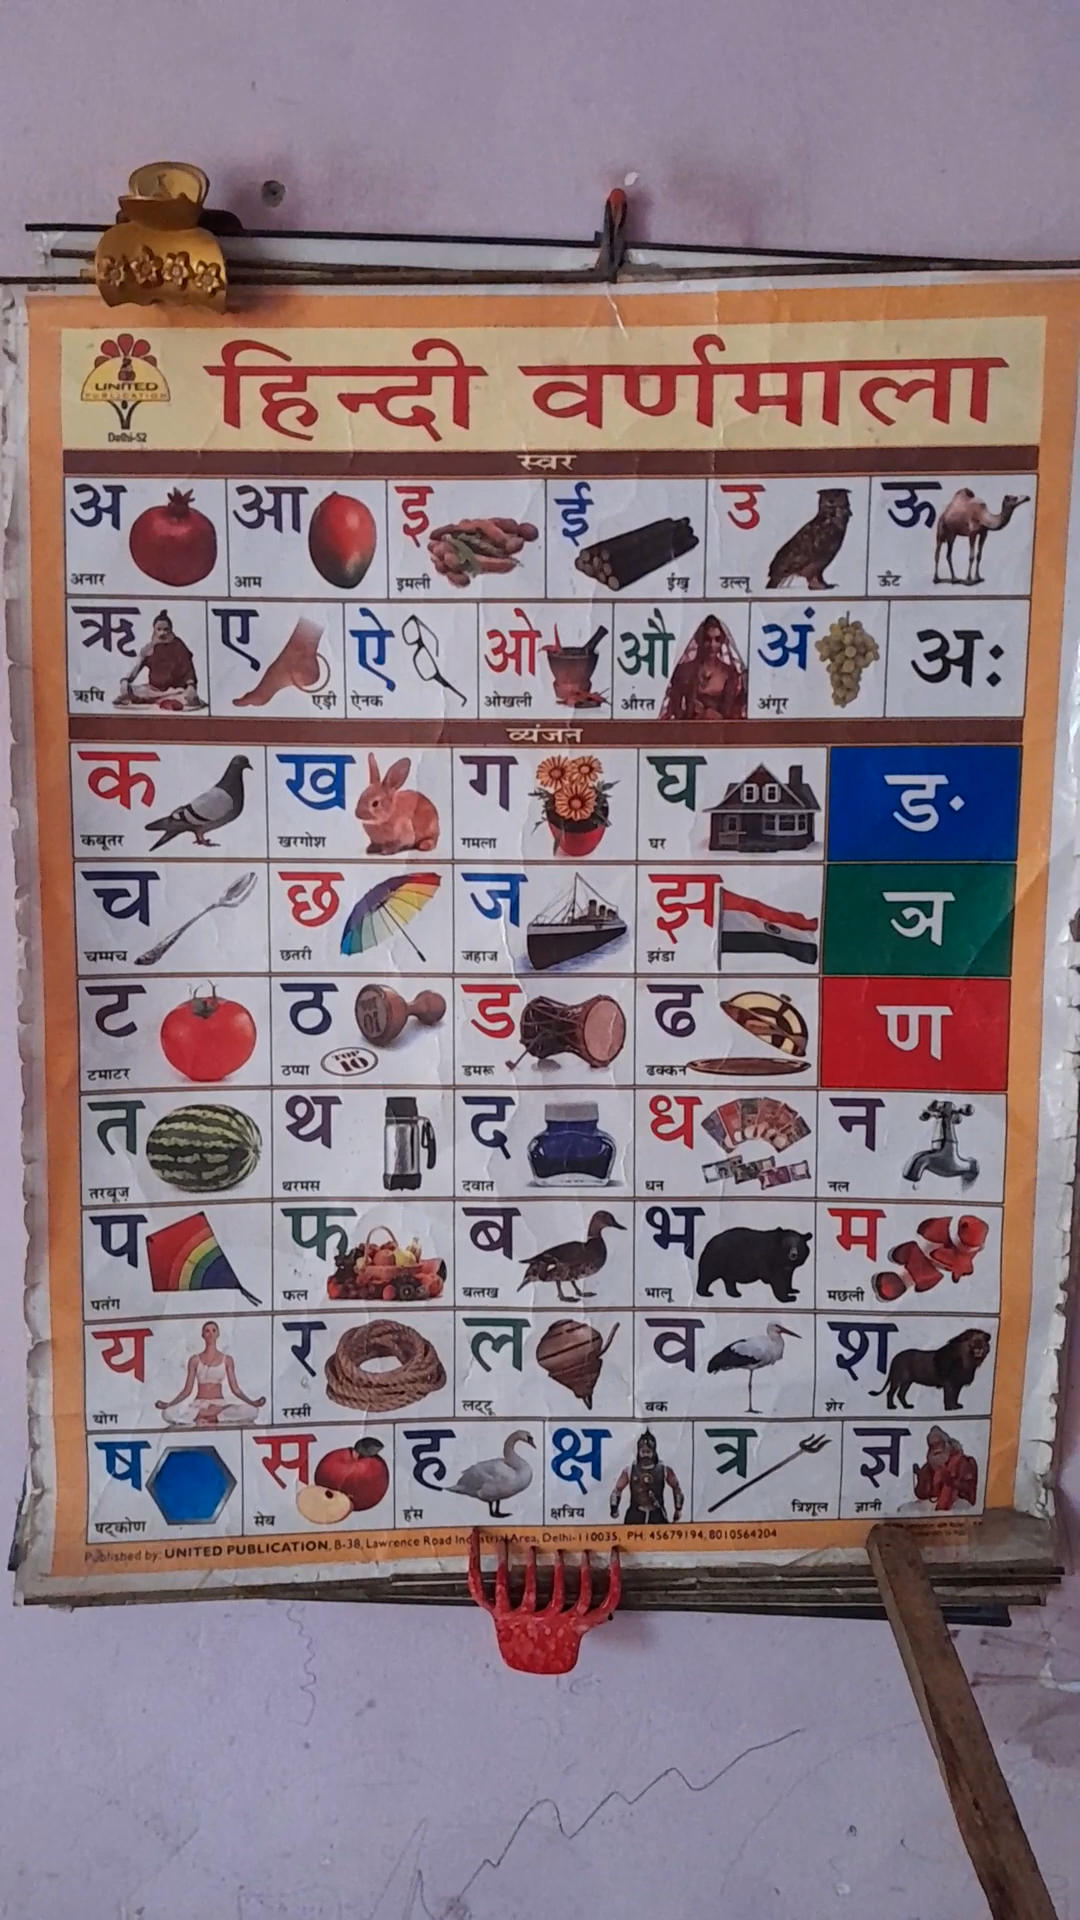 UNITED
PUBLICATION
Delhi-52
हिन्दी वर्णमाला
स्वर
अ आ इ ई उ ऊ
अनार आम इमली ईख उल्लू ऊँट
ऋ ए ऐ ओ औ अं अः
ऋषि एड़ी ऐनक ओखली औरत अंगूर
व्यंजन
क ख ग घ ङ
कबूतर खरगोश गमला घर
च छ ज झ ञ
चम्मच छतरी जहाज झंडा
ट ठ ड ढ ण
टमाटर ठप्पा TOP 10 डमरू ढक्कन
त थ द ध न
तरबूज़ थरमस दवात धन नल
प फ ब भ म
पतंग फल बत्तख भालू मछली
य र ल व श
योग रस्सी लट्टू वक शेर
ष स ह क्ष त्र ज्ञ
षट्कोण सेब हंस क्षत्रिय त्रिशूल ज्ञानी
Published by: UNITED PUBLICATION, B-38, Lawrence Road Industrial Area, Delhi-110035, PH. 45679194, 8010564204